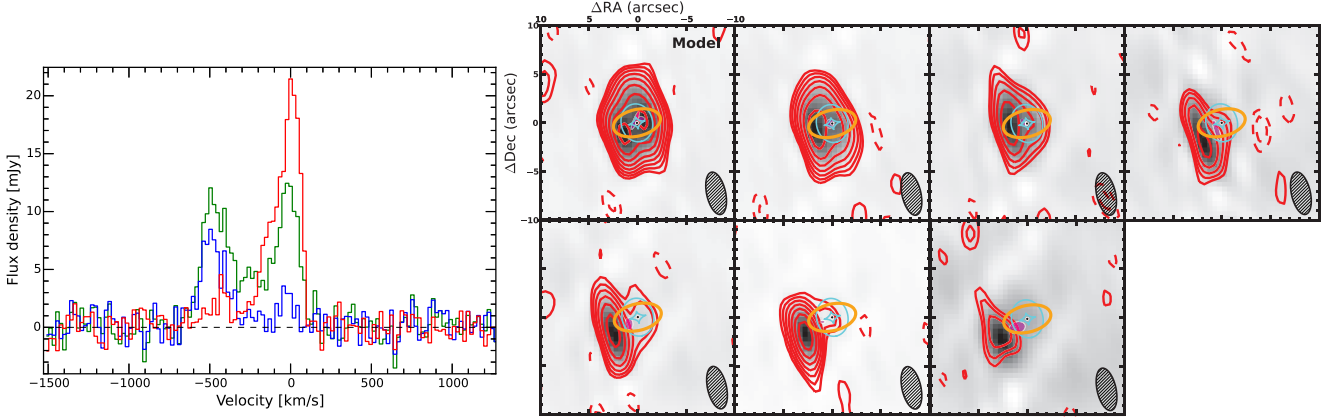 ΔRA (arcsec)
10 5 0 −5 −10
Model
10
5
0
−5
−10
ΔDec (arcsec)
20
15
10
5
0
Flux density [mJy]
−1500 −1000 −500 0 500 1000
Velocity [km/s]